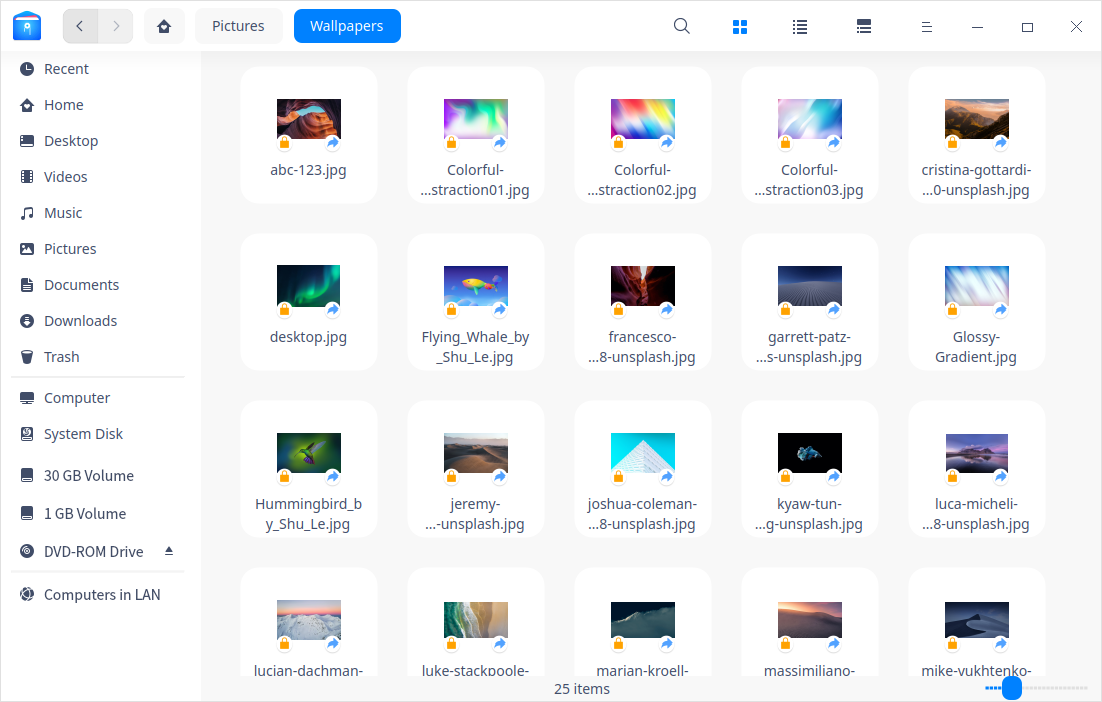 Pictures
Wallpapers
Recent
Home
Desktop
Videos
Music
Pictures
Documents
Downloads
Trash
Computer
System Disk
30 GB Volume
1 GB Volume
DVD-ROM Drive
Computers in LAN
abc-123.jpg
Colorful-
...straction01.jpg
Colorful-
...straction02.jpg
Colorful-
...straction03.jpg
cristina-gottardi-
...0-unsplash.jpg
desktop.jpg
Flying_Whale_by
_Shu_Le.jpg
francesco-
...8-unsplash.jpg
garrett-patz-
...s-unsplash.jpg
Glossy-
Gradient.jpg
Hummingbird_b
y_Shu_Le.jpg
jeremy-
...-unsplash.jpg
joshua-coleman-
...8-unsplash.jpg
kyaw-tun-
...g-unsplash.jpg
luca-micheli-
...8-unsplash.jpg
lucian-dachman-
luke-stackpoole-
marian-kroell-
massimiliano-
mike-yukhtenko-
25 items